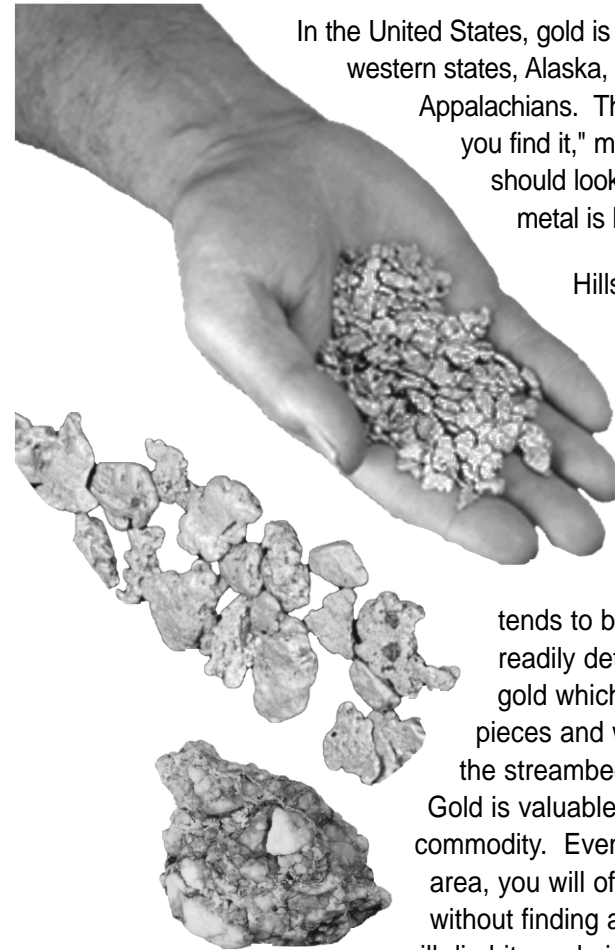 In the United States, gold is
western states, Alaska,
Appalachians. Th
you find it," m
should look
metal is
Hills
tends to b
readily det
gold which
pieces and
the streambe
Gold is valuable
commodity. Ever
area, you will of
without finding a